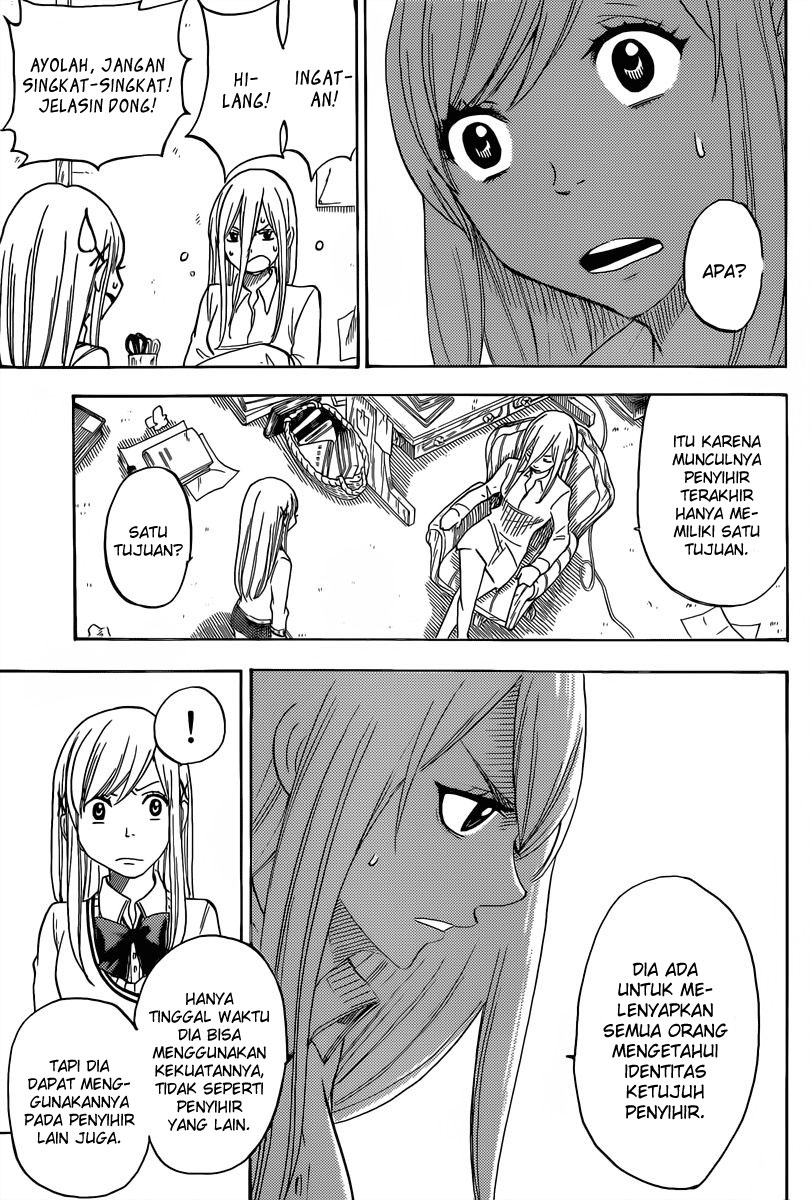 APA?
INGAT-
AN!
HI-
LANG!
AYOLAH, JANGAN
SINGKAT-SINGKAT!
JELASIN DONG!
ITU KARENA
MUNCULNYA
PENYIHIR
TERAKHIR
HANYA ME-
MILIKI SATU
TUJUAN.
SATU
TUJUAN?
DIA ADA
UNTUK ME-
LENYAPKAN
SEMUA ORANG
MENGETAHUI
IDENTITAS
KETUJUH
PENYIHIR.
!
HANYA
TINGGAL WAKTU
DIA BISA
MENGGUNAKAN
KEKUATANNYA,
TIDAK SEPERTI
PENYIHIR
YANG LAIN.
TAPI DIA
DAPAT MENG-
GUNAKANNYA
PADA PENYIHIR
LAIN JUGA.